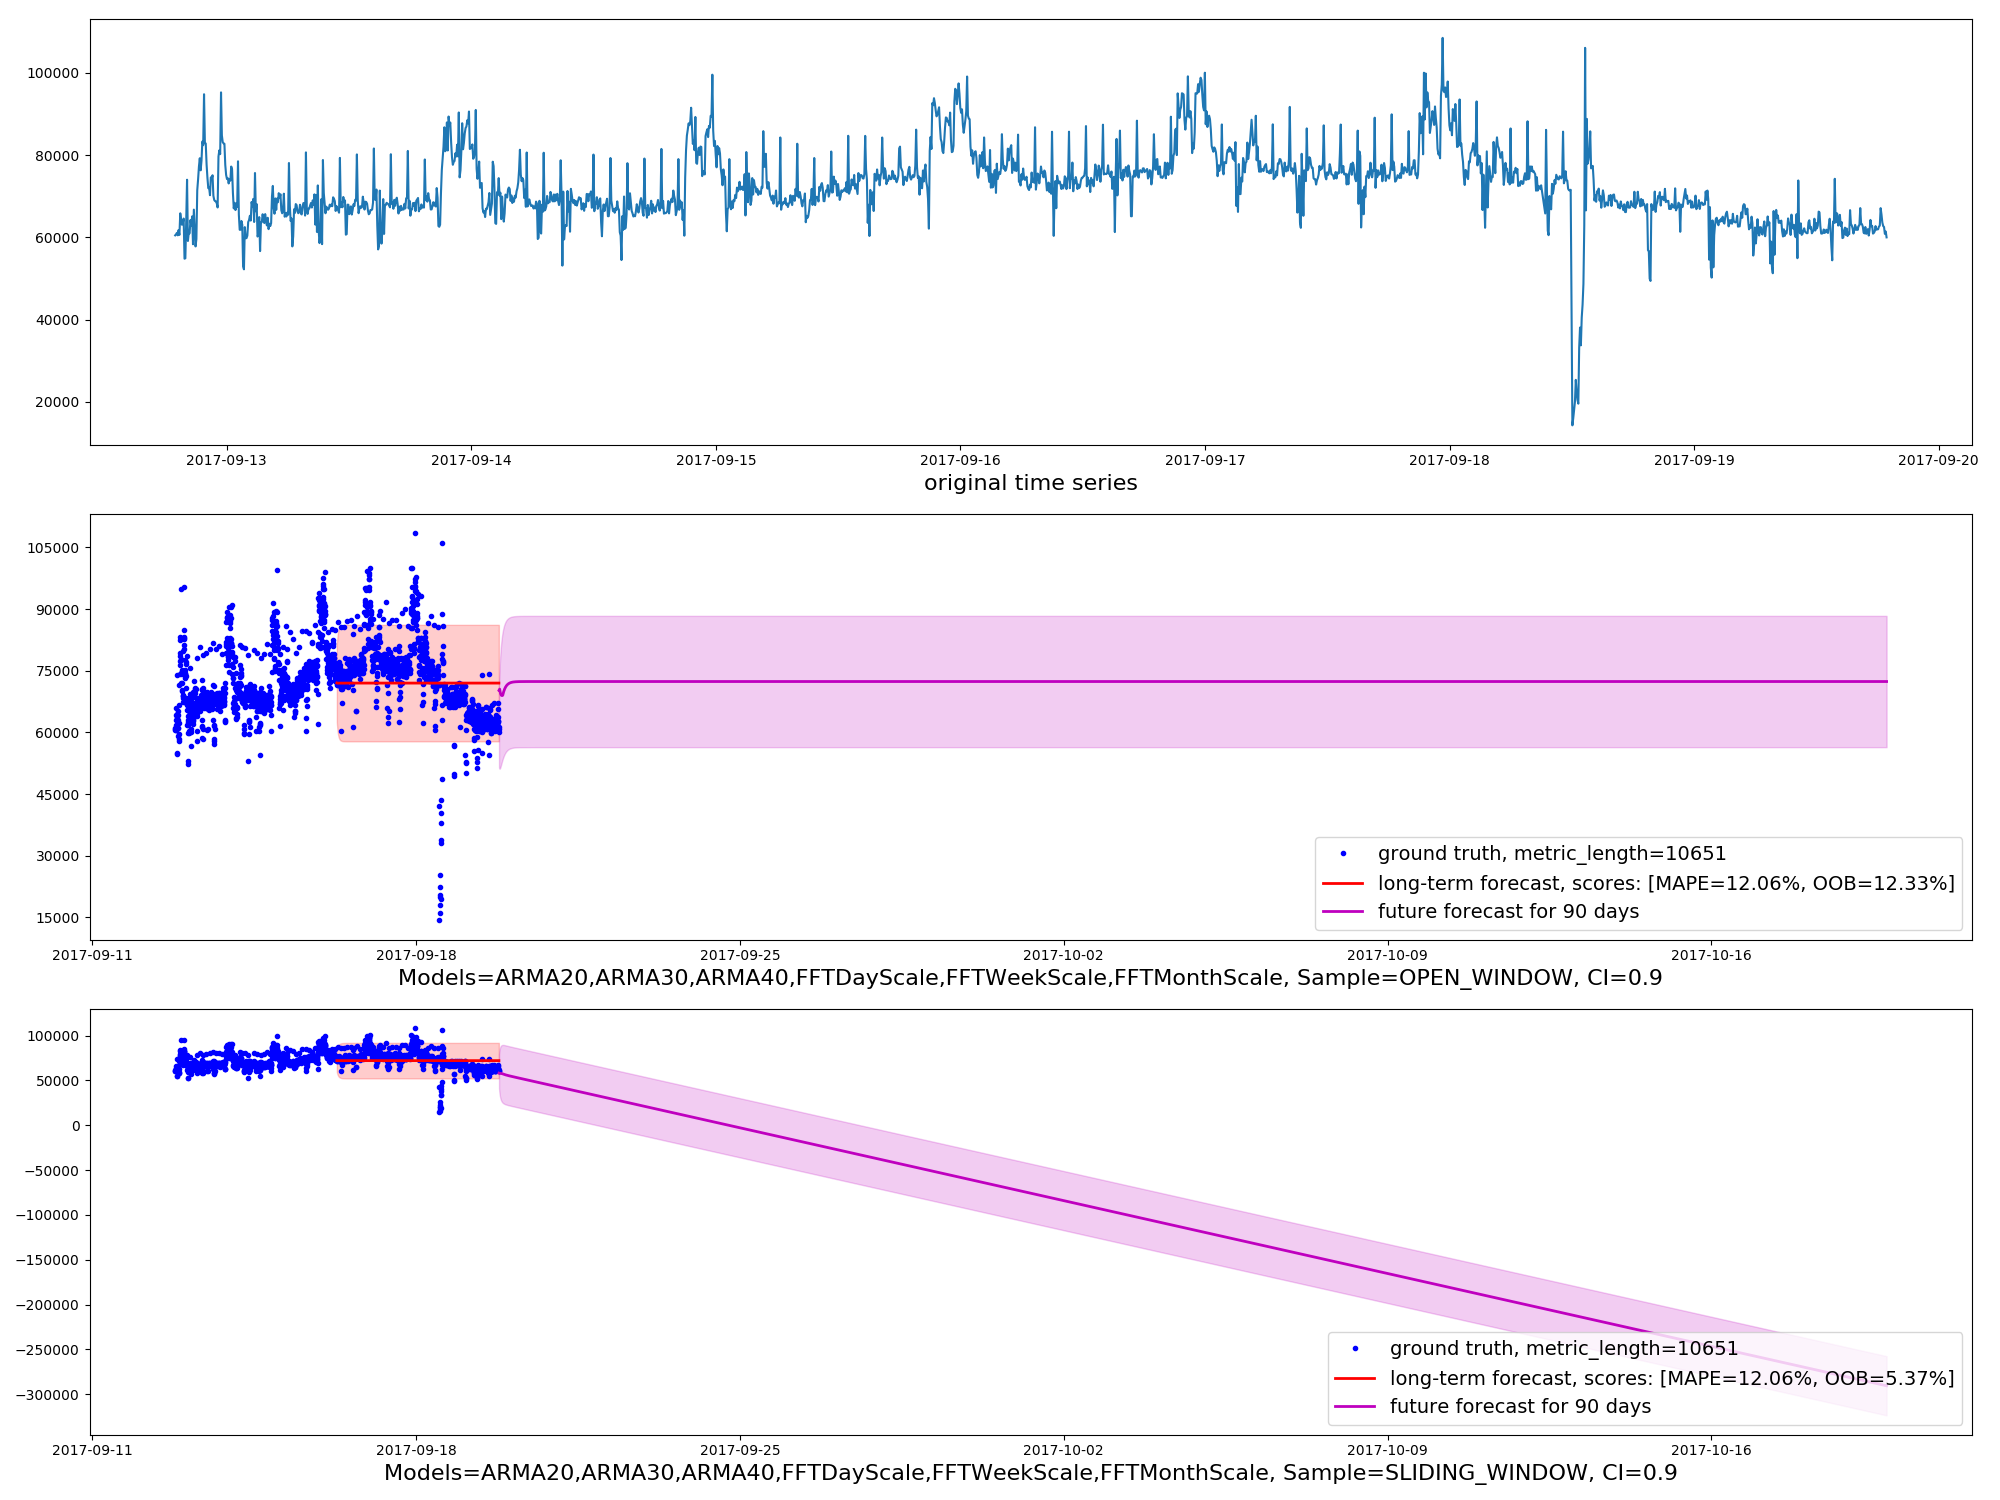 100000
80000
60000
40000
20000
2017-09-13 2017-09-14 2017-09-15 2017-09-16 2017-09-17 2017-09-18 2017-09-19 2017-09-20
original time series
105000
90000
75000
60000
45000
30000
15000
ground truth, metric_length=10651
long-term forecast, scores: [MAPE=12.06%, OOB=12.33%]
future forecast for 90 days
2017-09-11 2017-09-18 2017-09-25 2017-10-02 2017-10-09 2017-10-16
Models=ARMA20,ARMA30,ARMA40,FFTDayScale,FFTWeekScale,FFTMonthScale, Sample=OPEN_WINDOW, CI=0.9
100000
50000
0
−50000
−100000
−150000
−200000
−250000
−300000
ground truth, metric_length=10651
long-term forecast, scores: [MAPE=12.06%, OOB=5.37%]
future forecast for 90 days
2017-09-11 2017-09-18 2017-09-25 2017-10-02 2017-10-09 2017-10-16
Models=ARMA20,ARMA30,ARMA40,FFTDayScale,FFTWeekScale,FFTMonthScale, Sample=SLIDING_WINDOW, CI=0.9